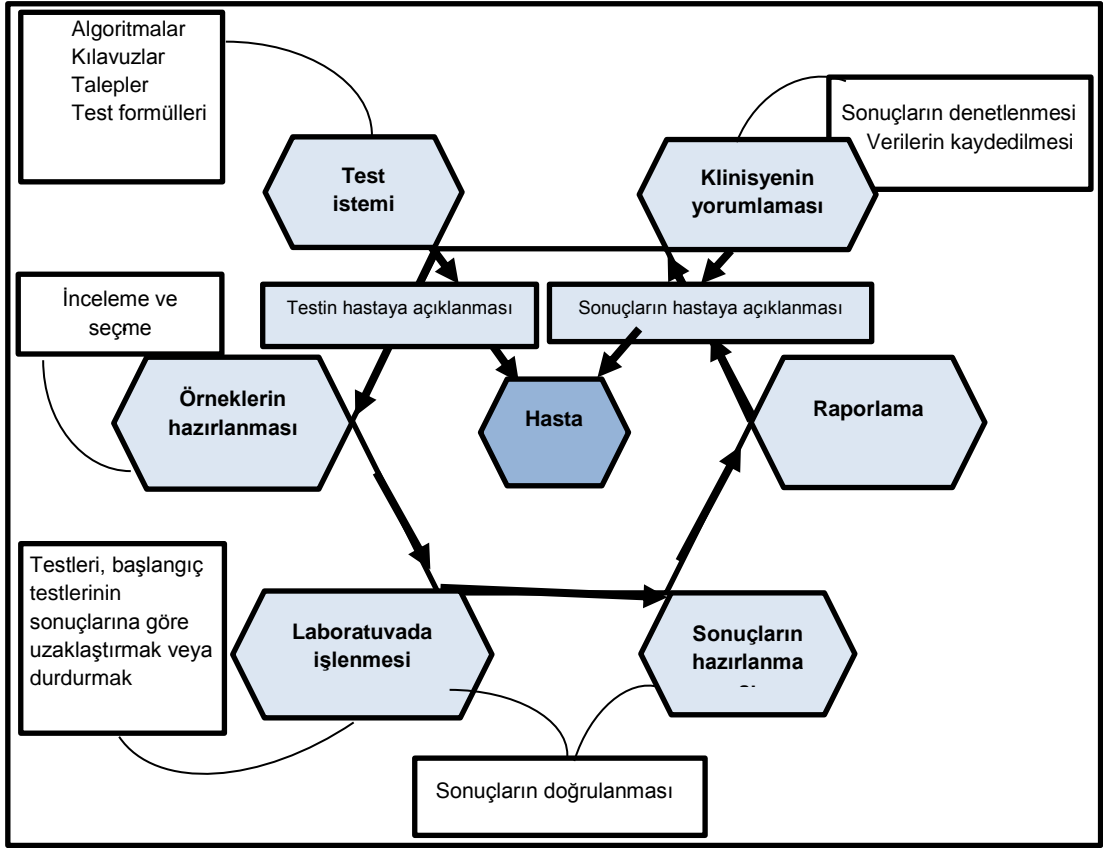 Algoritmalar
Kılavuzlar
Talepler
Test formülleri
Sonuçların denetlenmesi
Verilerin kaydedilmesi
Test
istemi
Klinisyenin
yorumlaması
İnceleme ve
seçme
Testin hastaya açıklanması
Sonuçların hastaya açıklanması
Örneklerin
hazırlanması
Hasta
Raporlama
Testleri, başlangıç
testlerinin
sonuçlarına göre
uzaklaştırmak veya
durdurmak
Laboratuvada
işlenmesi
Sonuçların
hazırlanma
Sonuçların doğrulanması